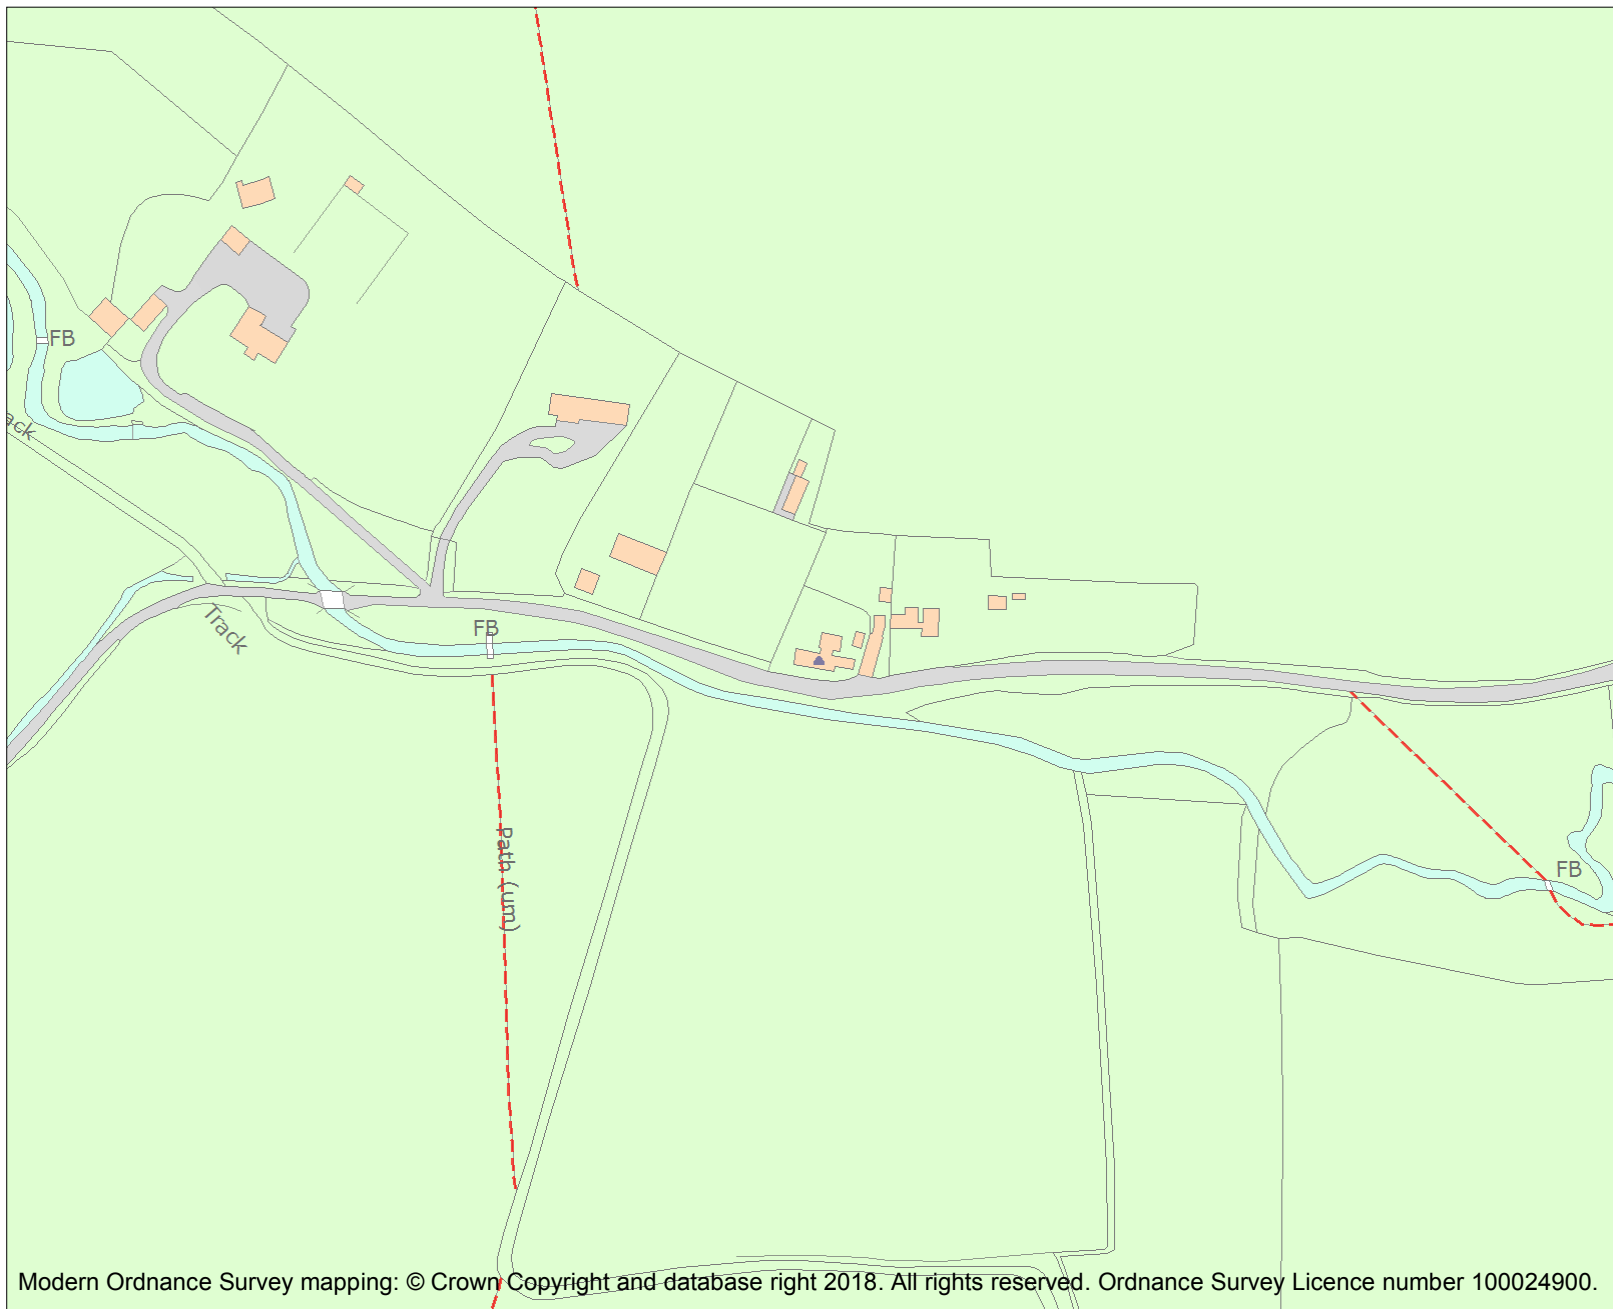 FB
ack
Track
FB
Path (um)
FB
Modern Ordnance Survey mapping: © Crown Copyright and database right 2018. All rights reserved. Ordnance Survey Licence number 100024900.